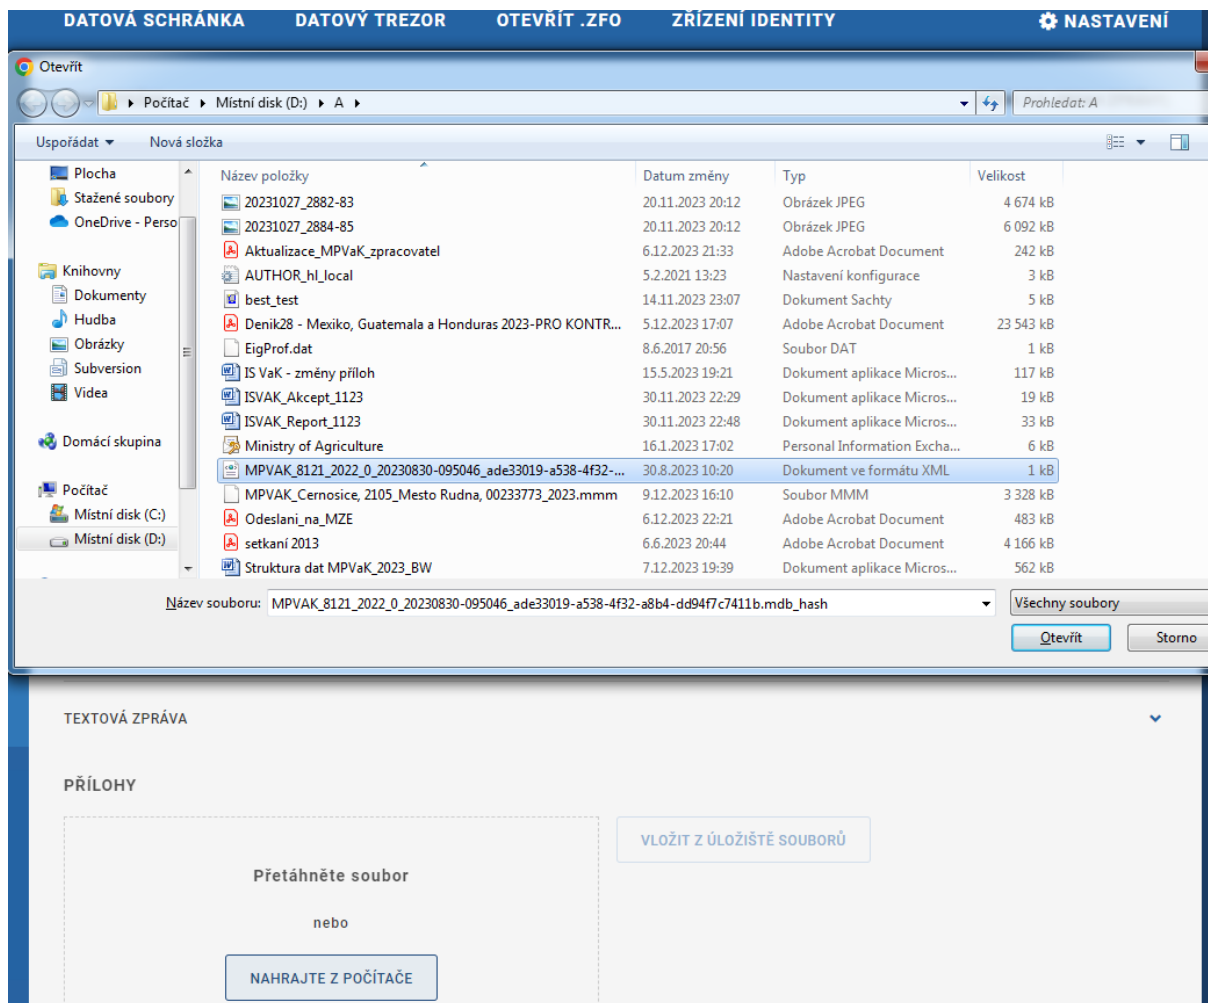 DATOVÁ SCHRÁNKA DATOVÝ TREZOR OTEVŘÍT .ZFO ZŘÍZENÍ IDENTITY NASTAVENÍ
Otevřít
Počítač Místní disk (D:) A Prohledat: A
Uspořádat Nová složka
Plocha Název položky Datum změny Typ Velikost
Stažené soubory 20231027_2882-83 20.11.2023 20:12 Obrázek JPEG 4 674 kB
OneDrive - Perso 20231027_2884-85 20.11.2023 20:12 Obrázek JPEG 6 092 kB
Aktualizace_MPVaK_zpracovatel 6.12.2023 21:33 Adobe Acrobat Document 242 kB
Knihovny AUTHOR_hl_local 5.2.2021 13:23 Nastavení konfigurace 3 kB
Dokumenty best_test 14.11.2023 23:07 Dokument Sachty 5 kB
Hudba Denik28 - Mexiko, Guatemala a Honduras 2023-PRO KONTR... 5.12.2023 17:07 Adobe Acrobat Document 23 543 kB
Obrázky EigProf.dat 8.6.2017 20:56 Soubor DAT 1 kB
Subversion IS VaK - změny příloh 15.5.2023 19:21 Dokument aplikace Micros... 117 kB
Videa ISVAK_Akcept_1123 30.11.2023 22:29 Dokument aplikace Micros... 19 kB
ISVAK_Report_1123 30.11.2023 22:48 Dokument aplikace Micros... 33 kB
Domácí skupina Ministry of Agriculture 16.1.2023 17:02 Personal Information Excha... 6 kB
MPVAK_8121_2022_0_20230830-095046_ade33019-a538-4f32-... 30.8.2023 10:20 Dokument ve formátu XML 1 kB
Počítač MPVAK_Cernosice, 2105_Mesto Rudna, 00233773_2023.mmm 9.12.2023 16:10 Soubor MMM 3 328 kB
Místní disk (C:) Odeslani_na_MZE 6.12.2023 22:21 Adobe Acrobat Document 483 kB
Místní disk (D:) setkaní 2013 6.6.2023 20:44 Adobe Acrobat Document 4 166 kB
Struktura dat MPVaK_2023_BW 7.12.2023 19:39 Dokument aplikace Micros... 562 kB
Název souboru: MPVAK_8121_2022_0_20230830-095046_ade33019-a538-4f32-a8b4-dd94f7c7411b.mdb_hash Všechny soubory
Otevřít Storno
TEXTOVÁ ZPRÁVA
PŘÍLOHY
VLOŽIT Z ÚLOŽIŠTĚ SOUBORŮ
Přetáhněte soubor
nebo
NAHRAJTE Z POČÍTAČE